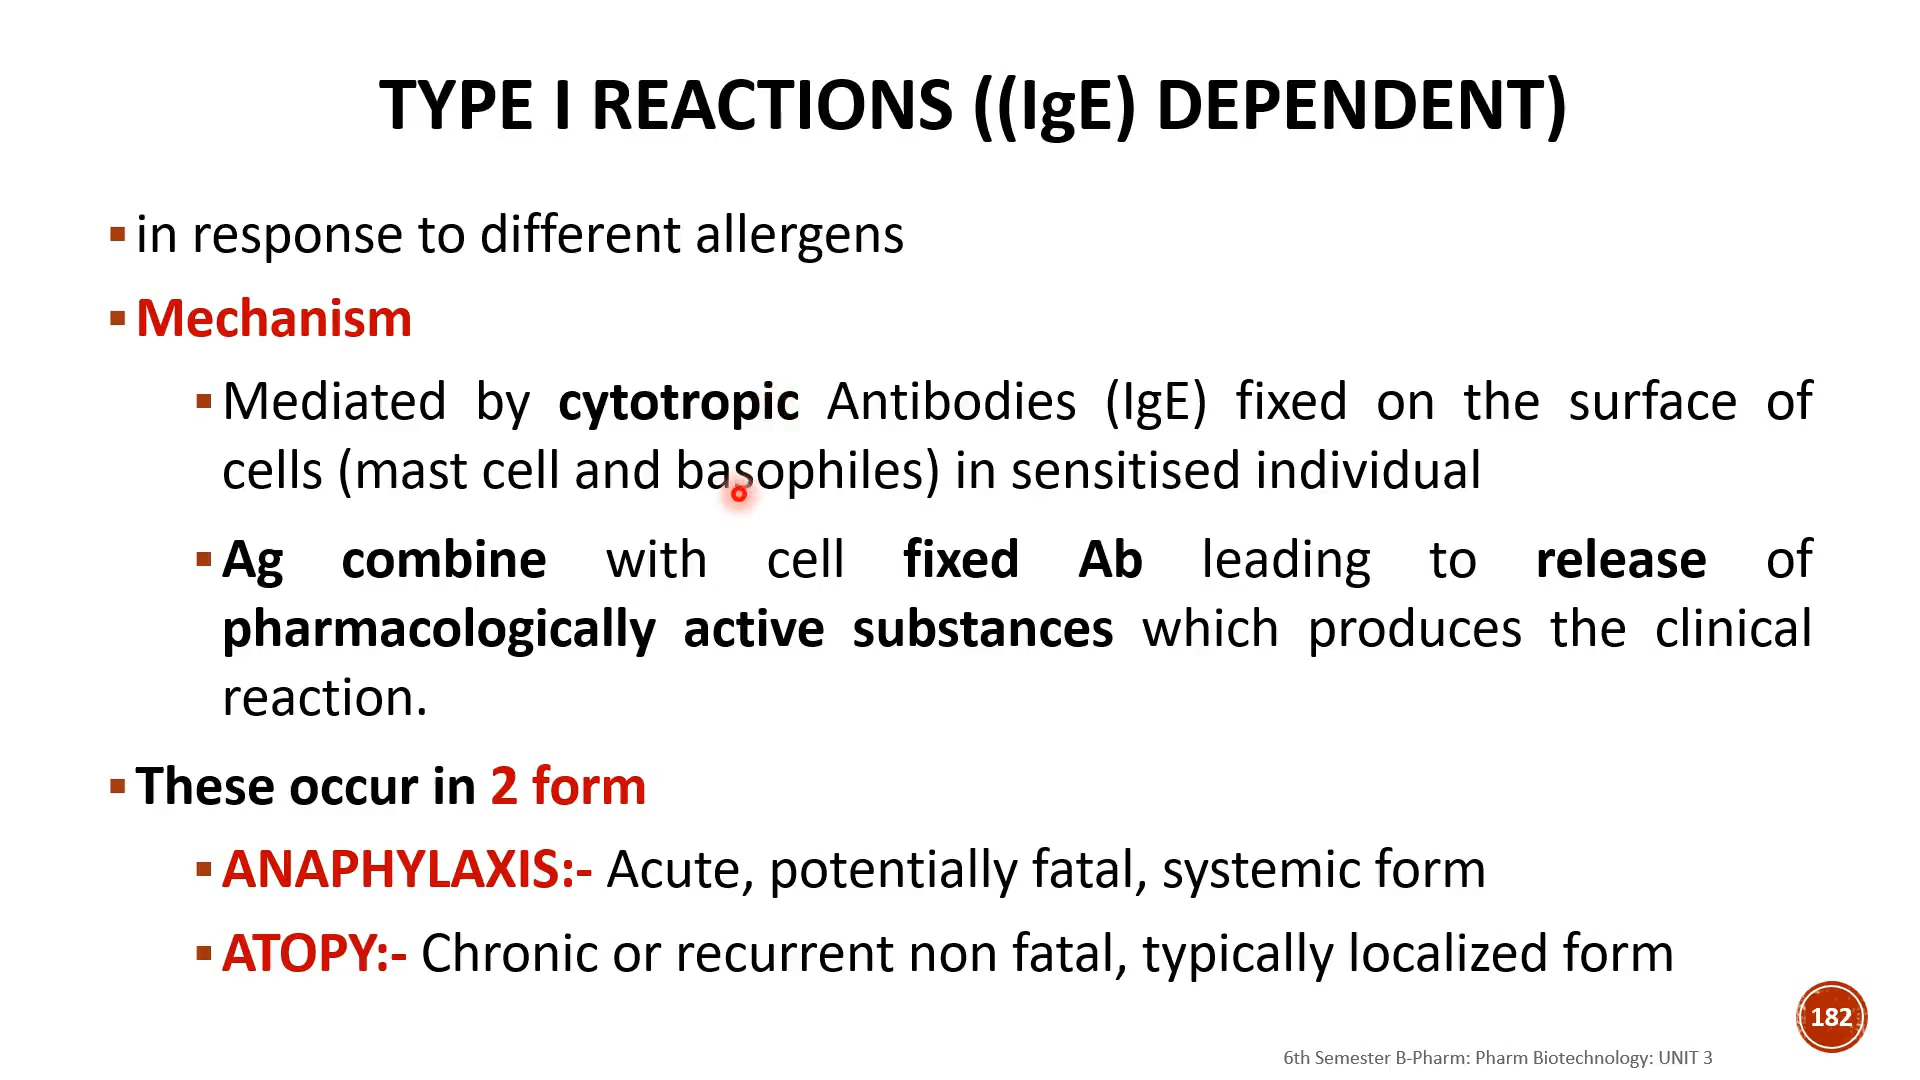 TYPE I REACTIONS ((IgE) DEPENDENT)
▪ in response to different allergens
▪ Mechanism
▪ Mediated by cytotropic Antibodies (IgE) fixed on the surface of
cells (mast cell and basophiles) in sensitised individual
▪ Ag combine with cell fixed Ab leading to release of
pharmacologically active substances which produces the clinical
reaction.
▪ These occur in 2 form
▪ ANAPHYLAXIS:- Acute, potentially fatal, systemic form
▪ ATOPY:- Chronic or recurrent non fatal, typically localized form
182
6th Semester B-Pharm: Pharm Biotechnology: UNIT 3